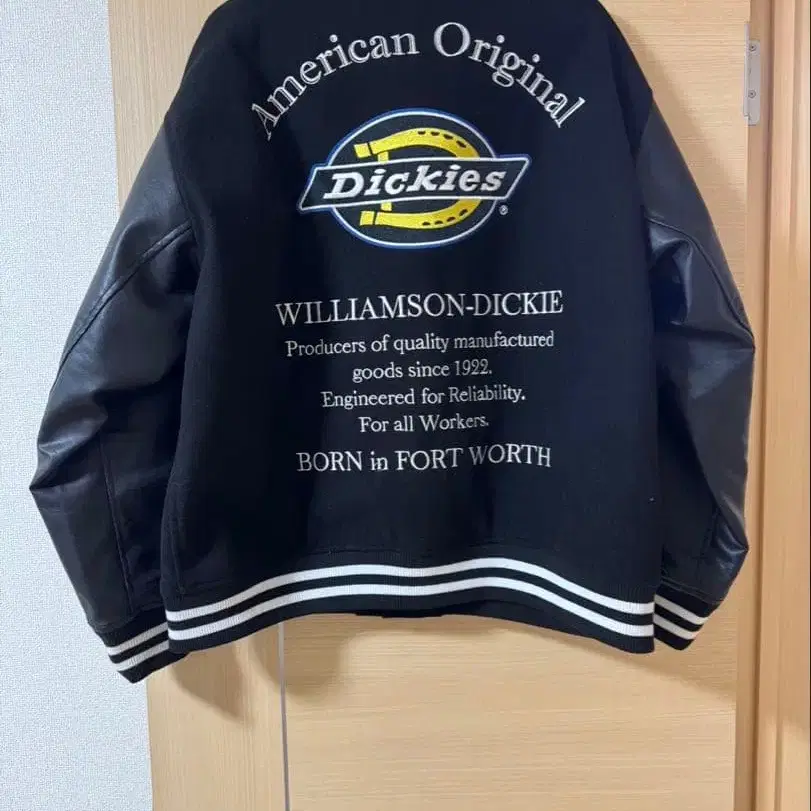 American Original
Dickies®
WILLIAMSON-DICKIE
Producers of quality manufactured
goods since 1922.
Engineered for Reliability.
For all Workers.
BORN in FORT WORTH